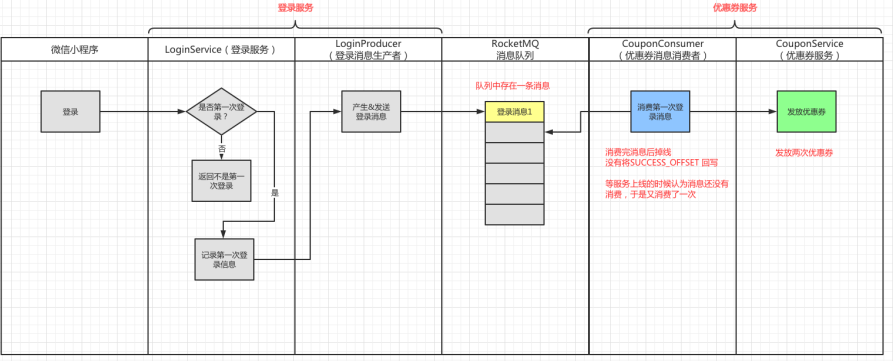 登录服务
优惠券服务
微信小程序
LoginService（登录服务）
LoginProducer
（登录消息生产者）
RocketMQ
消息队列
CouponConsumer
（优惠券消息消费者）
CouponService
（优惠券服务）
登录
是否第一次登
录？
否
是
返回不是第一
次登录
记录第一次登
录信息
产生&发送
登录消息
队列中存在一条消息
登录消息1
消费第一次登
录消息
消费完消息后掉线
没有将SUCCESS_OFFSET 回写
等服务上线的时候认为消息还没有
消费，于是又消费了一次
发放优惠券
发放两次优惠券